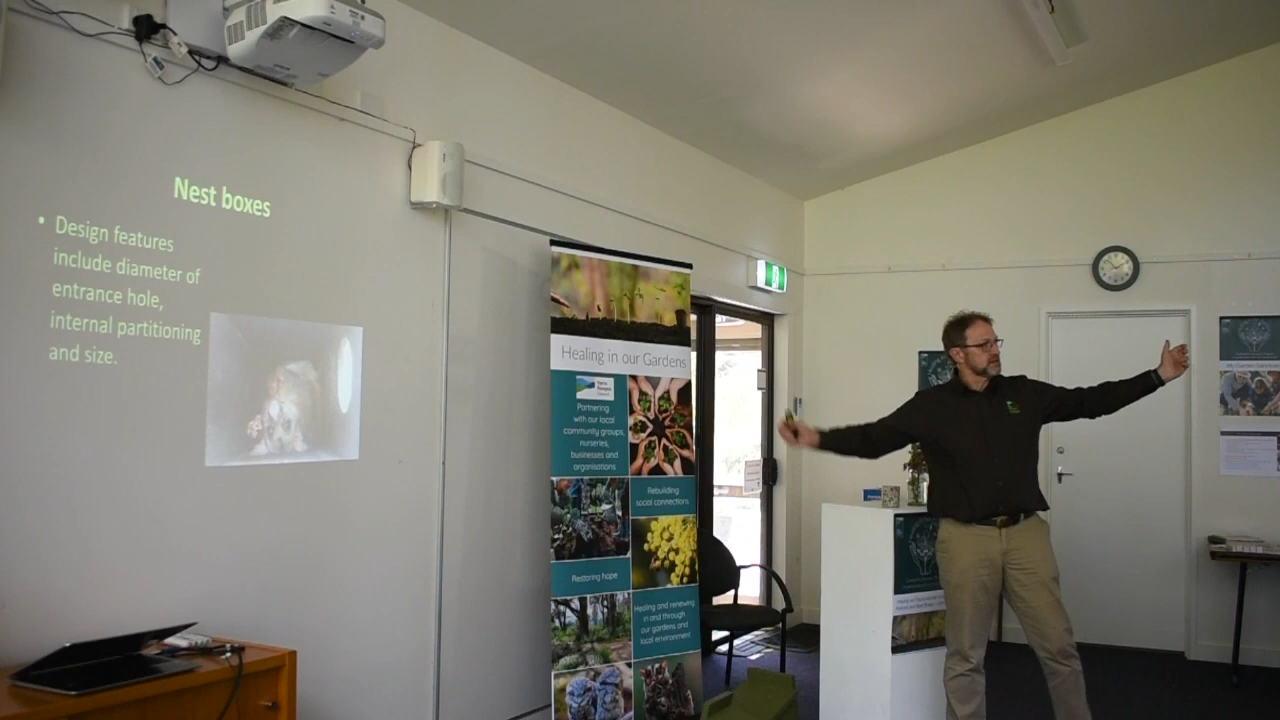 Nest boxes
• Design features
include diameter of
entrance hole,
internal partitioning
and size.
Healing in our Gardens
Partnering
with our local
community groups,
nurseries,
businesses and
organisations
Rebuilding
social connections
Restoring hope
Healing and renewing
in and through
our gardens and
local environment